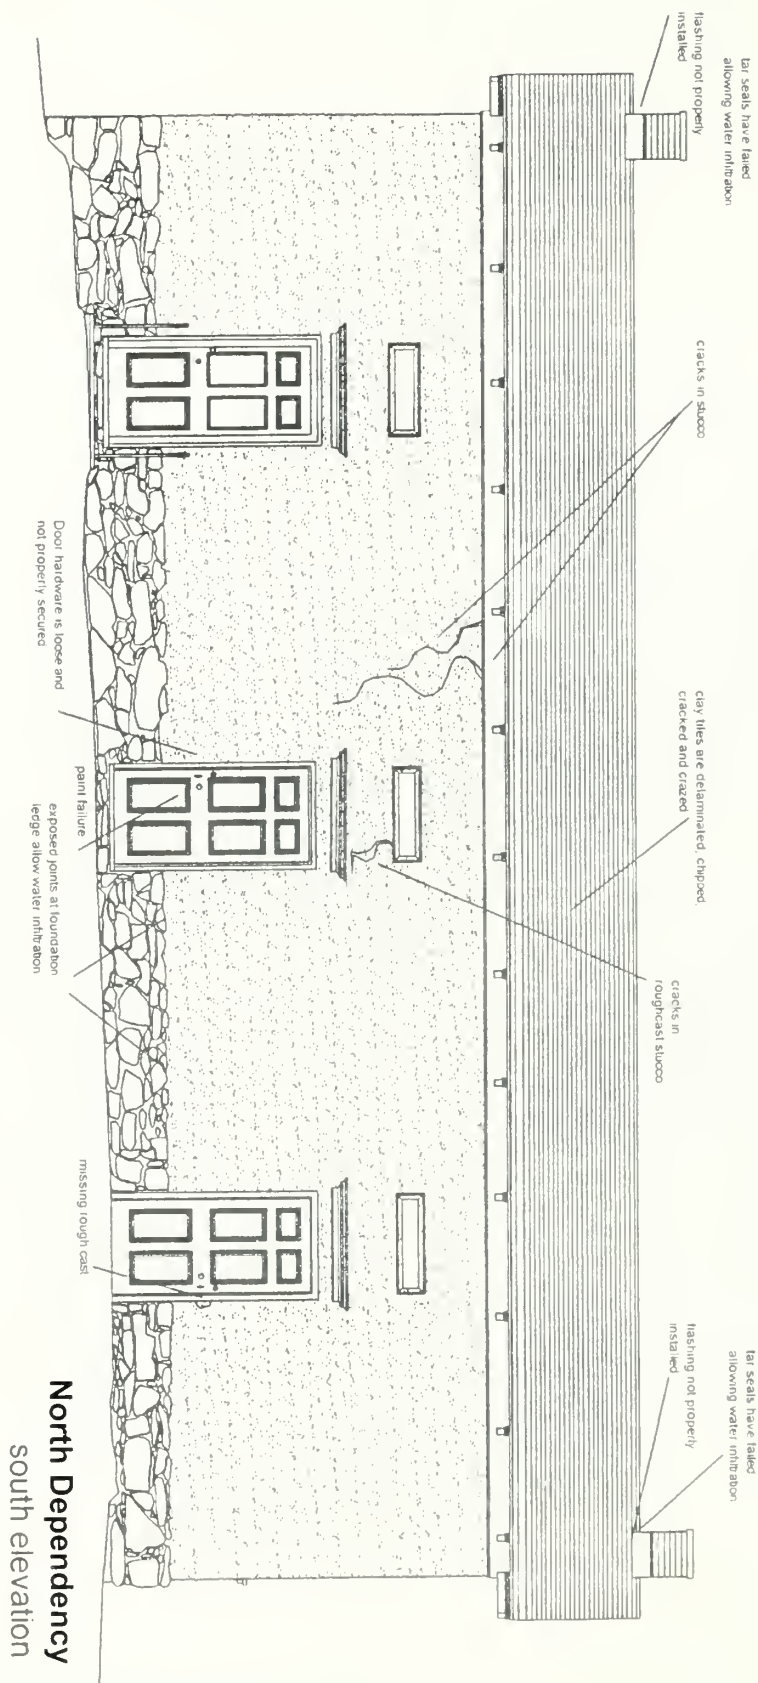 tar seals have failed
allowing water infiltration
flashing not properly
installed
cracks in stucco
clay tiles are delaminated, chipped,
cracked and crazed
cracks in
roughcast stucco
tar seals have failed
allowing water infiltration
flashing not properly
installed
Door hardware is loose and
not properly secured
paint failure
exposed joints at foundation
ledge allow water infiltration
missing rough cast
North Dependency
south elevation